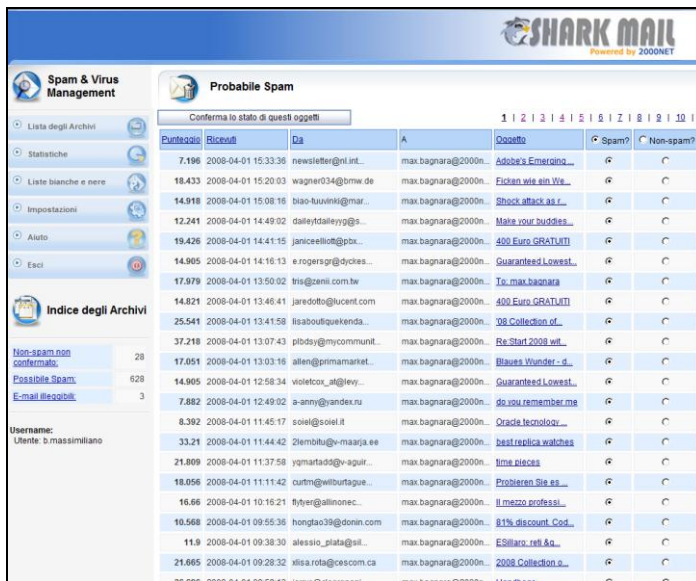 SHARK MAIL
Powered by 2000NET
Spam & Virus
Management
Lista degli Archivi
Statistiche
Liste bianche e nere
Impostazioni
Aiuto
Esci
Indice degli Archivi
Non-spam non
confermato: 28
Possibile Spam: 628
E-mail illeggibili: 3
Username:
Utente: b.massimiliano
Probabile Spam
Conferma lo stato di questi oggetti
1 | 2 | 3 | 4 | 5 | 6 | 7 | 8 | 9 | 10 |
Punteggio Ricevuti Da A Oggetto Spam? Non-spam?
7.196 2008-04-01 15:33:36 newsletter@nl.int... max.bagnara@2000n... Adobe's Emerging ...
18.433 2008-04-01 15:20:03 wagner034@bmw.de max.bagnara@2000n... Ficken wie ein We...
14.918 2008-04-01 15:08:16 biao-fuuvinki@mar... max.bagnara@2000n... Shock attack as r...
12.241 2008-04-01 14:49:02 daileytdaileyyg@s... max.bagnara@2000n... Make your buddies...
19.426 2008-04-01 14:41:15 janiceelliott@pbx... max.bagnara@2000n... 400 Euro GRATUITI
14.905 2008-04-01 14:16:13 e.rogersgr@dyckes... max.bagnara@2000n... Guaranteed Lowest...
17.979 2008-04-01 13:50:02 tris@zenii.com.tw max.bagnara@2000n... To: max.bagnara
14.821 2008-04-01 13:46:41 jaredotto@lucent.com max.bagnara@2000n... 400 Euro GRATUITI
25.541 2008-04-01 13:41:58 lisaboutiquekenda... max.bagnara@2000n... '08 Collection of...
37.218 2008-04-01 13:07:43 plbdsy@mycommunit... max.bagnara@2000n... Re:Start 2008 wit...
17.051 2008-04-01 13:03:16 allen@primamarket... max.bagnara@2000n... Blaues Wunder - d...
14.905 2008-04-01 12:58:34 violetcox_at@levy... max.bagnara@2000n... Guaranteed Lowest...
7.882 2008-04-01 12:49:02 a-anny@yandex.ru max.bagnara@2000n... do you remember me
8.392 2008-04-01 11:45:17 soiel@soiel.it max.bagnara@2000n... Oracle tecnology ...
33.21 2008-04-01 11:44:42 2lembitu@v-maarja.ee max.bagnara@2000n... best replica watches
21.809 2008-04-01 11:37:58 yqmartadd@v-aguir... max.bagnara@2000n... time pieces
18.056 2008-04-01 11:11:42 curtm@wilburtague... max.bagnara@2000n... Probieren Sie es ...
16.66 2008-04-01 10:16:21 flytyer@allinonec... max.bagnara@2000n... Il mezzo professi...
10.568 2008-04-01 09:55:36 hongtao39@donin.com max.bagnara@2000n... 81% discount. Cod...
11.9 2008-04-01 09:38:30 alessio_plata@sil... max.bagnara@2000n... ESillaro: reti &q...
21.665 2008-04-01 09:28:32 xlisa.rota@cescom.ca max.bagnara@2000n... 2008 Collection o...